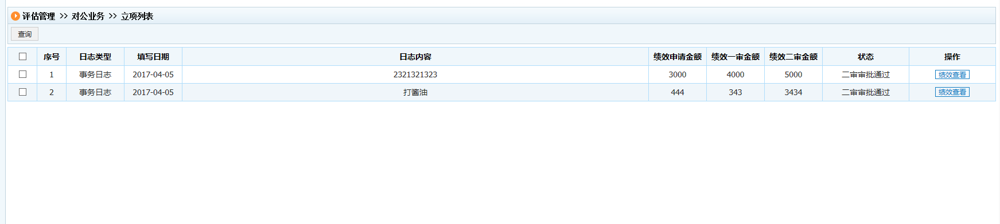 评估管理 >> 对公业务 >> 立项列表
查询
序号 日志类型 填写日期 日志内容 绩效申请金额 绩效一审金额 绩效二审金额 状态 操作
1 事务日志 2017-04-05 2321321323 3000 4000 5000 二审审批通过 绩效查看
2 事务日志 2017-04-05 打酱油 444 343 3434 二审审批通过 绩效查看